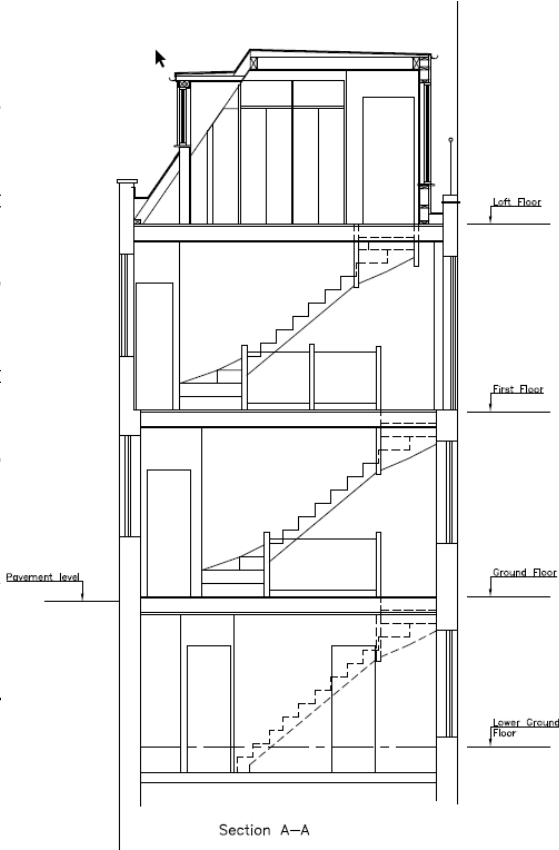 Loft Floor
First Floor
Pavement level
Ground Floor
Lower Ground
Floor
Section A–A